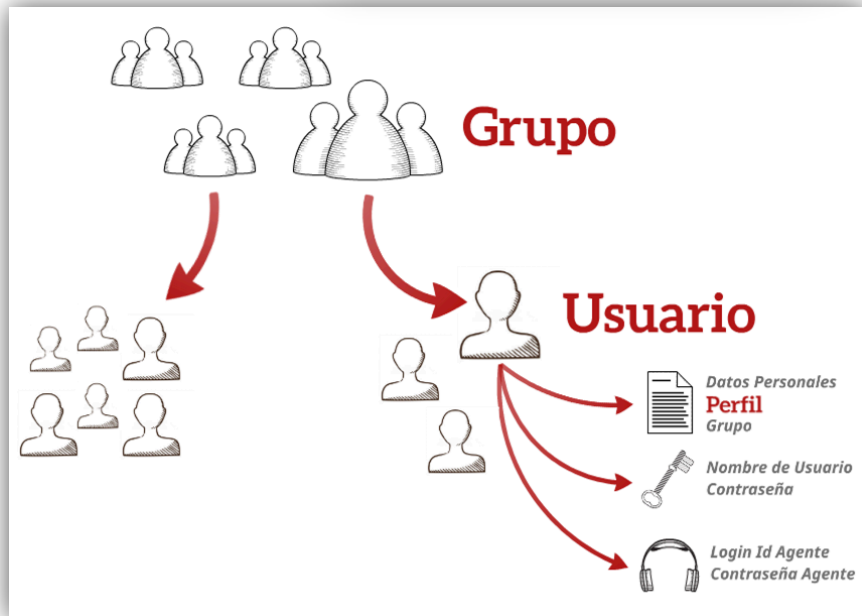 Grupo
Usuario
Datos Personales
Perfil
Grupo
Nombre de Usuario
Contraseña
Login Id Agente
Contraseña Agente